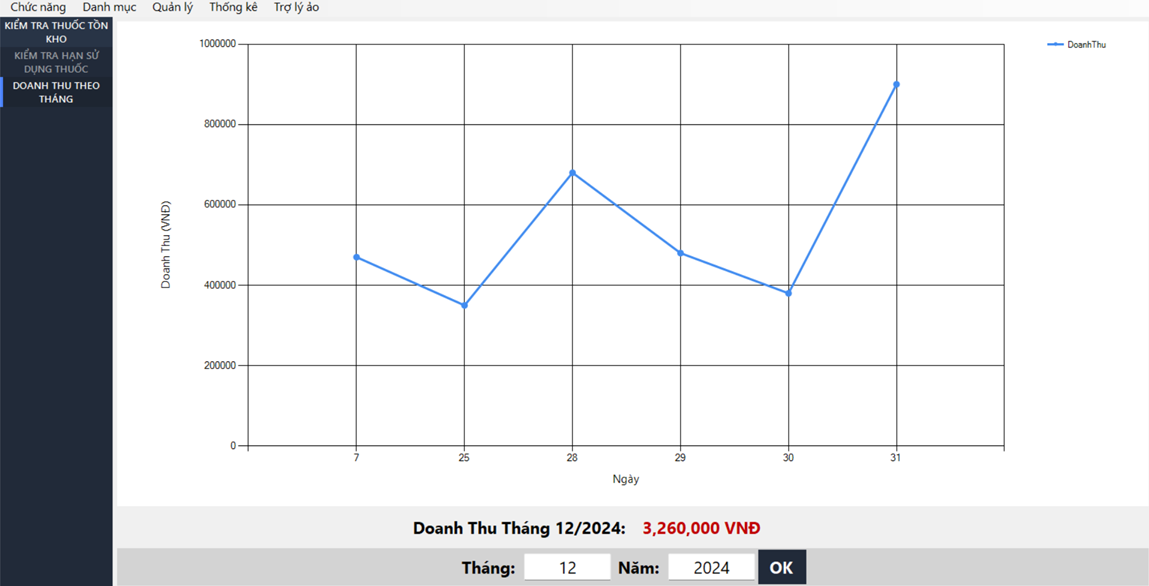 Chức năng Danh mục Quản lý Thống kê Trợ lý ảo
KIỂM TRA THUỐC TỒN
KHO
KIỂM TRA HẠN SỬ
DỤNG THUỐC
DOANH THU THEO
THÁNG
DoanhThu
Doanh Thu (VNĐ)
1000000
800000
600000
400000
200000
0
7 25 28 29 30 31
Ngày
Doanh Thu Tháng 12/2024: 3,260,000 VNĐ
Tháng: 12 Năm: 2024 OK